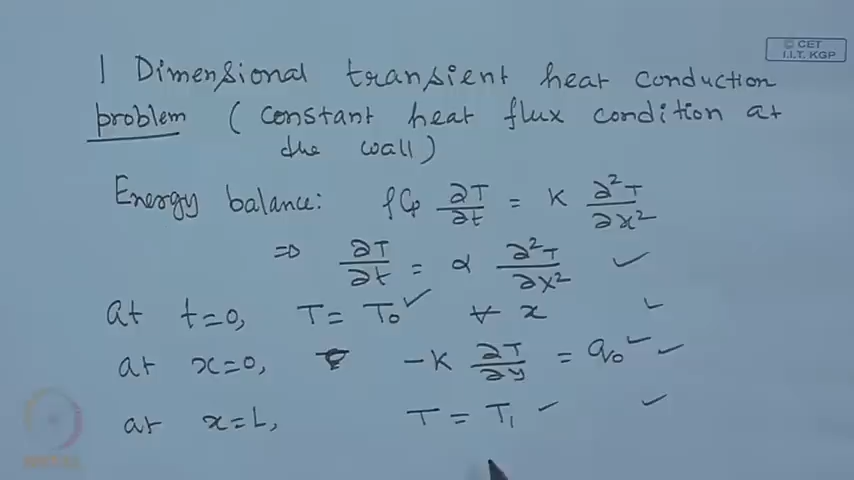 © CET
I.I.T. KGP
1 Dimensional transient heat conduction
problem (constant heat flux condition at
the wall)
Energy balance: ρCp ∂T/∂t = K ∂²T/∂x²
⇒ ∂T/∂t = α ∂²T/∂x² ✓
at t=0, T = T₀ ✓ ∀ x ✓
at x=0, -K ∂T/∂y = q₀ ✓ ✓
at x=L, T = T₁ ✓ ✓